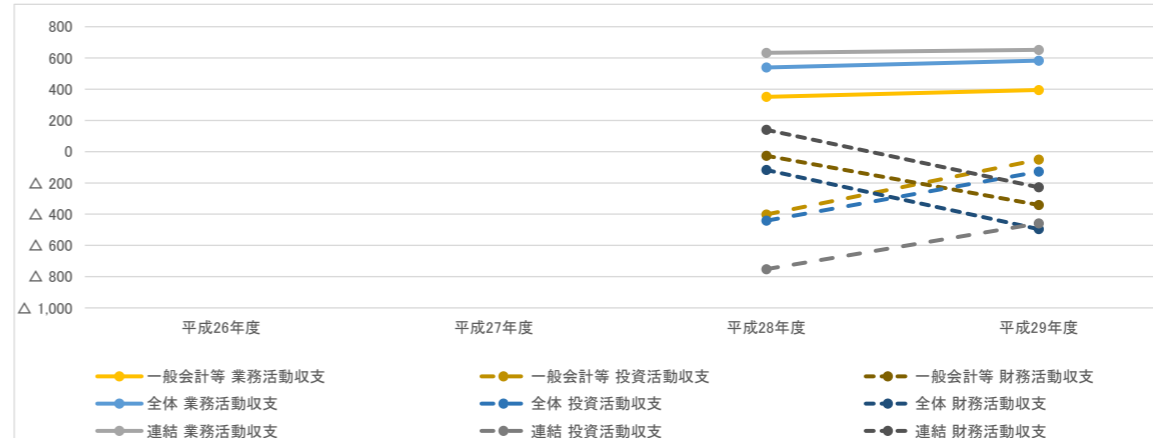 800
600
400
200
0
△ 200
△ 400
△ 600
△ 800
△ 1,000
平成26年度 平成27年度 平成28年度 平成29年度
一般会計等 業務活動収支 一般会計等 投資活動収支 一般会計等 財務活動収支
全体 業務活動収支 全体 投資活動収支 全体 財務活動収支
連結 業務活動収支 連結 投資活動収支 連結 財務活動収支